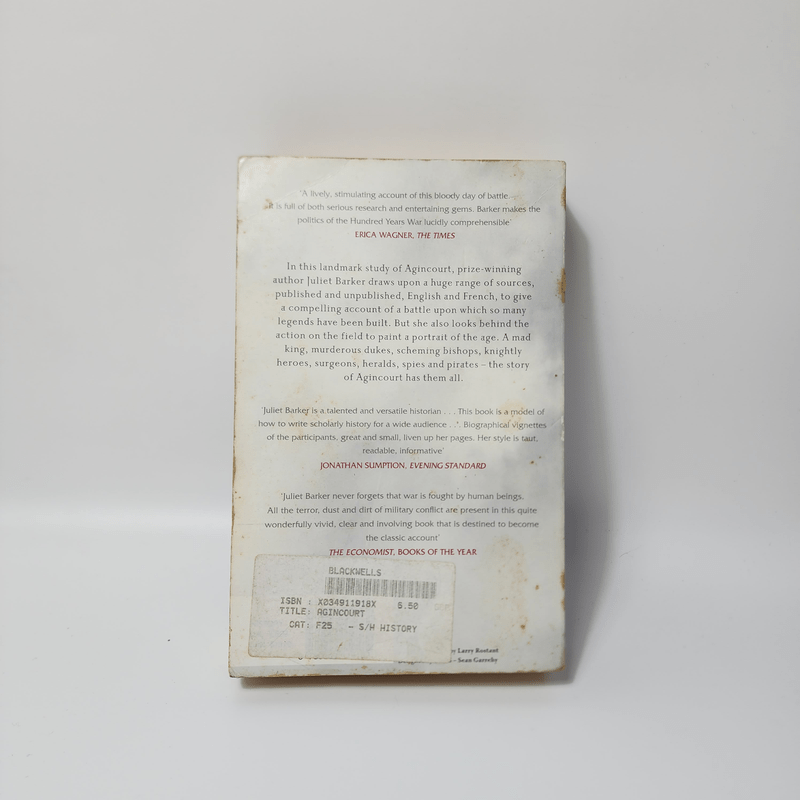 'A lively, stimulating account of this bloody day of battle.
It is full of both serious research and entertaining gems. Barker makes the
politics of the Hundred Years War lucidly comprehensible'
ERICA WAGNER, THE TIMES
In this landmark study of Agincourt, prize-winning
author Juliet Barker draws upon a huge range of sources,
published and unpublished, English and French, to give
a compelling account of a battle upon which so many
legends have been built. But she also looks behind the
action on the field to paint a portrait of the age. A mad
king, murderous dukes, scheming bishops, knightly
heroes, surgeons, heralds, spies and pirates – the story
of Agincourt has them all.
'Juliet Barker is a talented and versatile historian . . . This book is a model of
how to write scholarly history for a wide audience . . . Biographical vignettes
of the participants, great and small, liven up her pages. Her style is taut,
readable, informative'
JONATHAN SUMPTION, EVENING STANDARD
'Juliet Barker never forgets that war is fought by human beings.
All the terror, dust and dirt of military conflict are present in this quite
wonderfully vivid, clear and involving book that is destined to become
the classic account'
THE ECONOMIST, BOOKS OF THE YEAR
BLACKWELLS
ISBN : X034911918X 5.50
TITLE: AGINCOURT
CAT: F25 - S/H HISTORY
Larry Rostant
Sean Garrehy